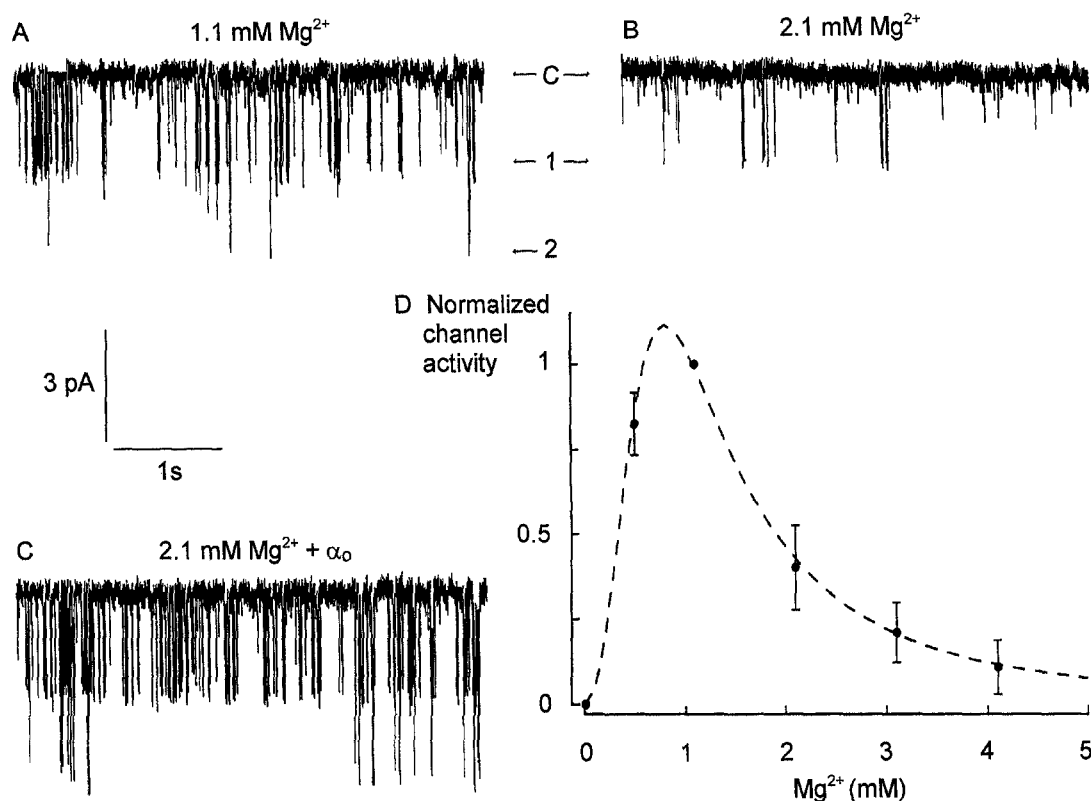 A
1.1 mM Mg²⁺
C
1
2
B
2.1 mM Mg²⁺
3 pA
1s
C
2.1 mM Mg²⁺ + αₒ
D Normalized
channel
activity
1
0.5
0
0 1 2 3 4 5
Mg²⁺ (mM)